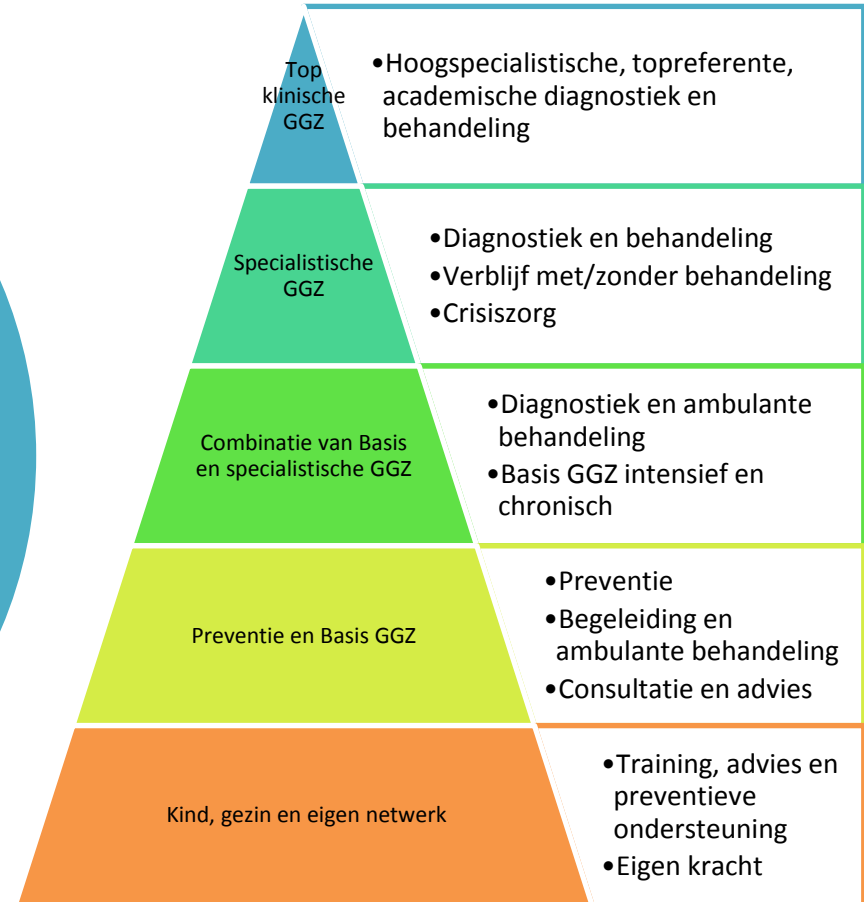 Top
klinische
GGZ
•Hoogspecialistische, topreferente,
academische diagnostiek en
behandeling
Specialistische
GGZ
•Diagnostiek en behandeling
•Verblijf met/zonder behandeling
•Crisiszorg
Combinatie van Basis
en specialistische GGZ
•Diagnostiek en ambulante
behandeling
•Basis GGZ intensief en
chronisch
Preventie en Basis GGZ
•Preventie
•Begeleiding en
ambulante behandeling
•Consultatie en advies
Kind, gezin en eigen netwerk
•Training, advies en
preventieve
ondersteuning
•Eigen kracht